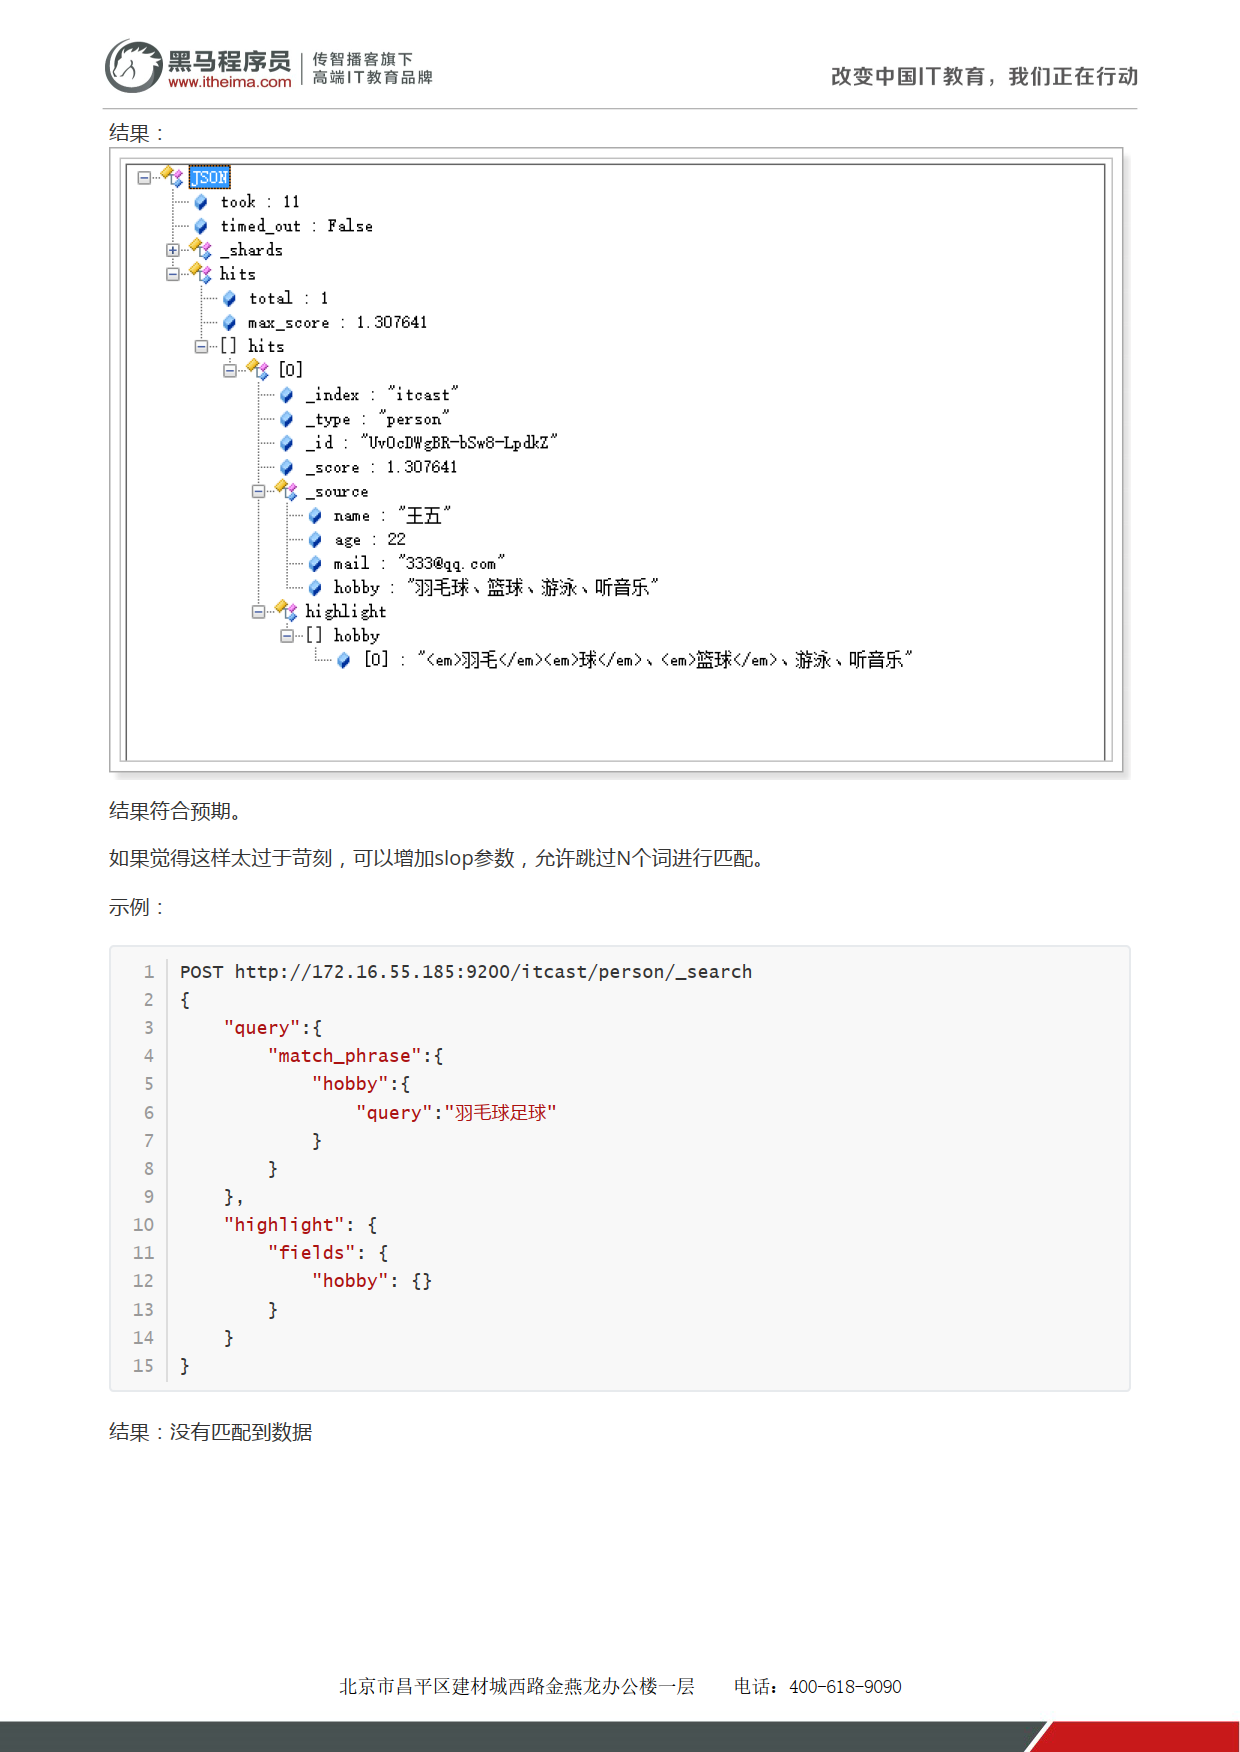 黑马程序员
www.itheima.com
传智播客旗下
高端IT教育品牌
改变中国IT教育，我们正在行动
结果：
JSON
took : 11
timed_out : False
_shards
hits
total : 1
max_score : 1.307641
[] hits
[0]
_index : "itcast"
_type : "person"
_id : "UvOcDWgBR-bSw8-LpdkZ"
_score : 1.307641
_source
name : "王五"
age : 22
mail : "333@qq.com"
hobby : "羽毛球、篮球、游泳、听音乐"
highlight
[] hobby
[0] : "<em>羽毛</em><em>球</em>、<em>篮球</em>、游泳、听音乐"
结果符合预期。
如果觉得这样太过于苛刻，可以增加slop参数，允许跳过N个词进行匹配。
示例：
1 POST http://172.16.55.185:9200/itcast/person/_search
2 {
3     "query":{
4         "match_phrase":{
5             "hobby":{
6                 "query":"羽毛球足球"
7             }
8         }
9     },
10     "highlight": {
11         "fields": {
12             "hobby": {}
13         }
14     }
15 }
结果：没有匹配到数据
北京市昌平区建材城西路金燕龙办公楼一层 电话：400-618-9090